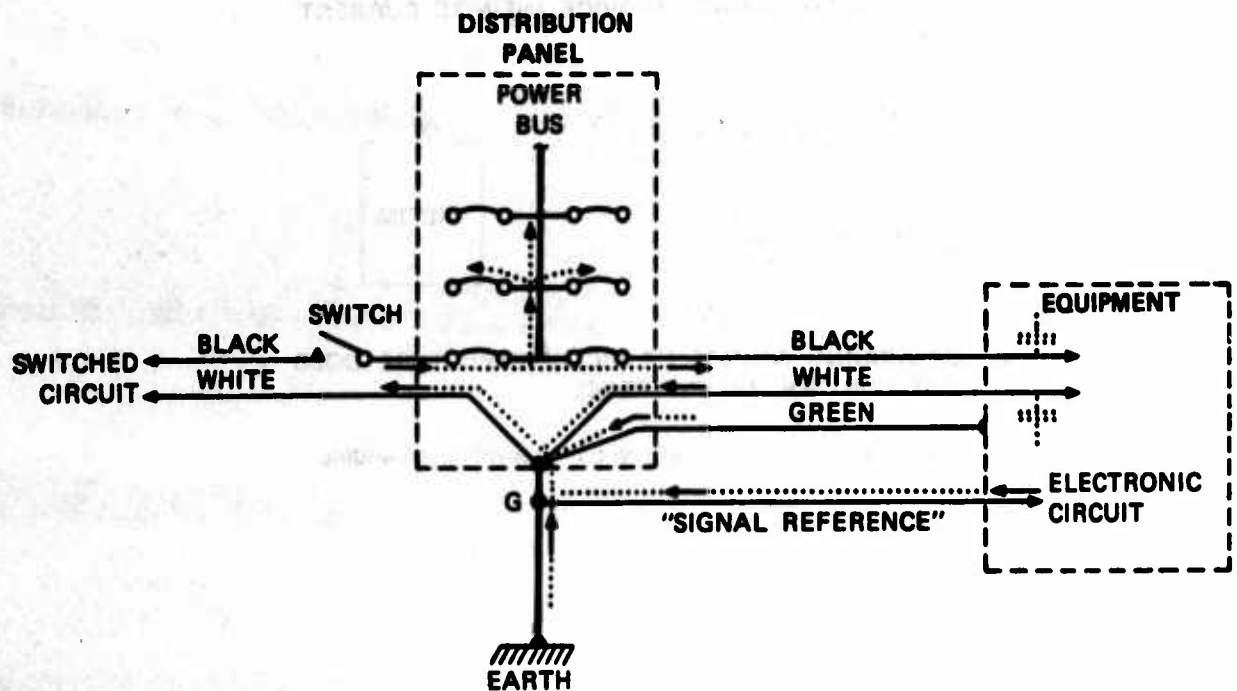 DISTRIBUTION
PANEL
POWER
BUS
SWITCH
EQUIPMENT
BLACK
BLACK
SWITCHED
CIRCUIT
WHITE
WHITE
GREEN
G
"SIGNAL REFERENCE"
ELECTRONIC
CIRCUIT
EARTH